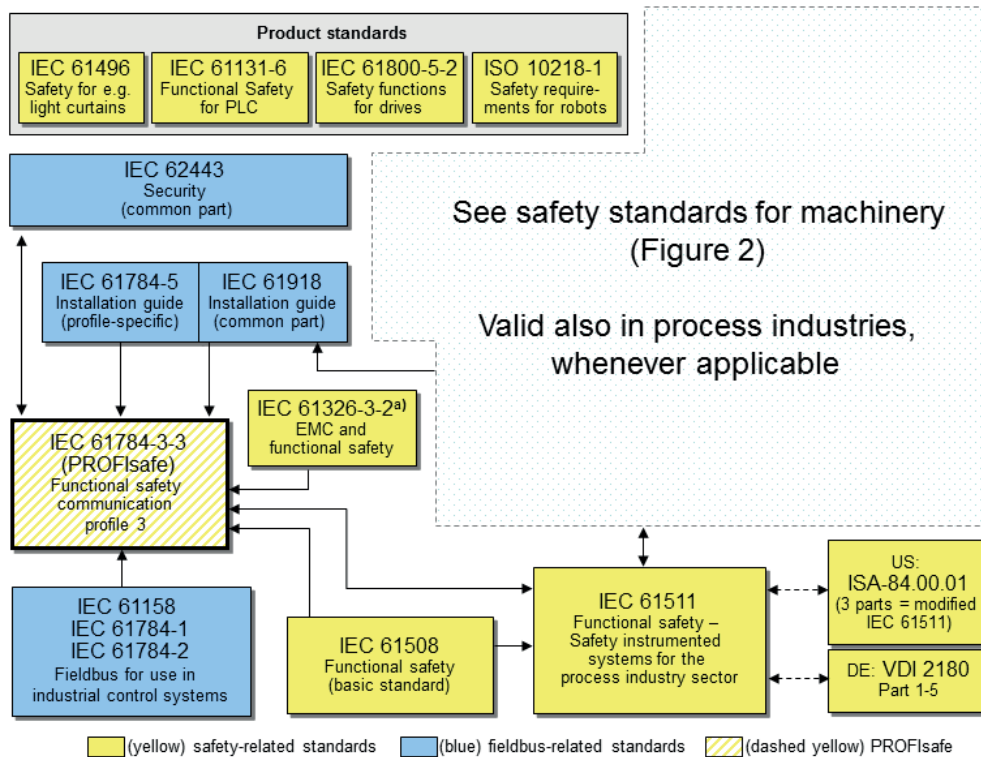 Product standards
IEC 61496
Safety for e.g.
light curtains
IEC 61131-6
Functional Safety
for PLC
IEC 61800-5-2
Safety functions
for drives
ISO 10218-1
Safety require-
ments for robots
IEC 62443
Security
(common part)
See safety standards for machinery
(Figure 2)
Valid also in process industries,
whenever applicable
IEC 61784-5
Installation guide
(profile-specific)
IEC 61918
Installation guide
(common part)
IEC 61326-3-2a)
EMC and
functional safety
IEC 61784-3-3
(PROFIsafe)
Functional safety
communication
profile 3
IEC 61158
IEC 61784-1
IEC 61784-2
Fieldbus for use in
industrial control systems
IEC 61508
Functional safety
(basic standard)
IEC 61511
Functional safety –
Safety instrumented
systems for the
process industry sector
US:
ISA-84.00.01
(3 parts = modified
IEC 61511)
DE: VDI 2180
Part 1-5
(yellow) safety-related standards
(blue) fieldbus-related standards
(dashed yellow) PROFIsafe